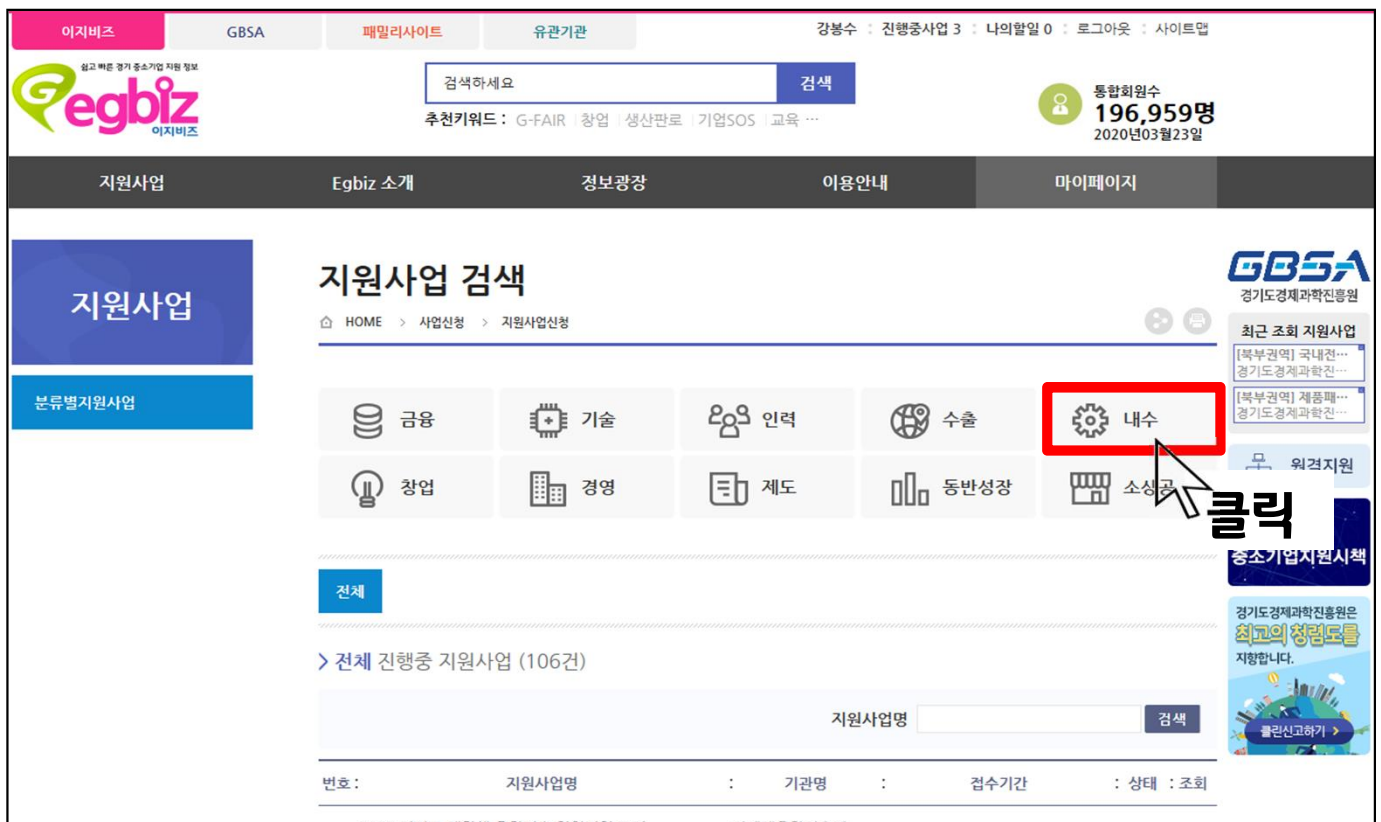 이지비즈 GBSA 패밀리사이트 유관기관 강봉수 : 진행중사업 3 : 나의할일 0 : 로그아웃 : 사이트맵
쉽고 빠른 경기 중소기업 지원 정보
egbiz
이지비즈
검색하세요 검색
추천키워드 : G-FAIR 창업 생산판로 기업SOS 교육 ···
통합회원수
196,959명
2020년03월23일
지원사업 Egbiz 소개 정보광장 이용안내 마이페이지
지원사업
분류별지원사업
지원사업 검색
HOME > 사업신청 > 지원사업신청
금융 기술 인력 수출 내수
창업 경영 제도 동반성장 소상공
클릭
전체
> 전체 진행중 지원사업 (106건)
지원사업명 검색
번호 : 지원사업명 : 기관명 : 접수기간 : 상태 : 조회
GBSA
경기도경제과학진흥원
최근 조회 지원사업
[북부권역] 국내전···
경기도경제과학진···
[북부권역] 제품패···
경기도경제과학진···
원격지원
중소기업지원시책
경기도경제과학진흥원은
최고의 청렴도를
지향합니다.
클린신고하기 >